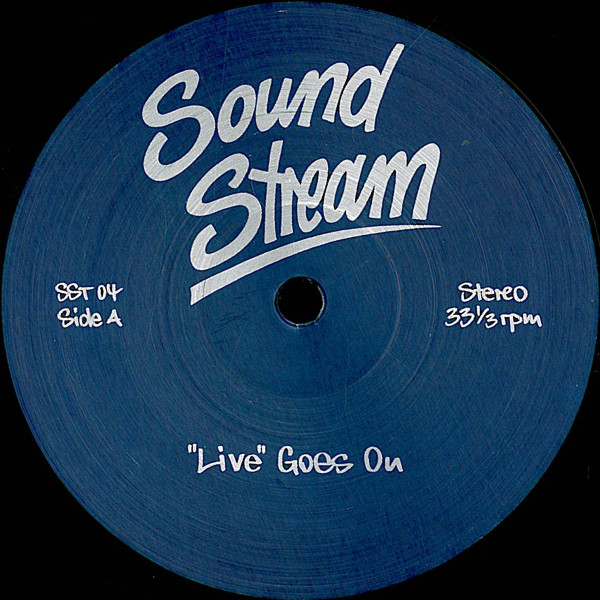 Sound
Stream
SST 04
Side A
Stereo
33⅓ rpm
"Live" Goes On